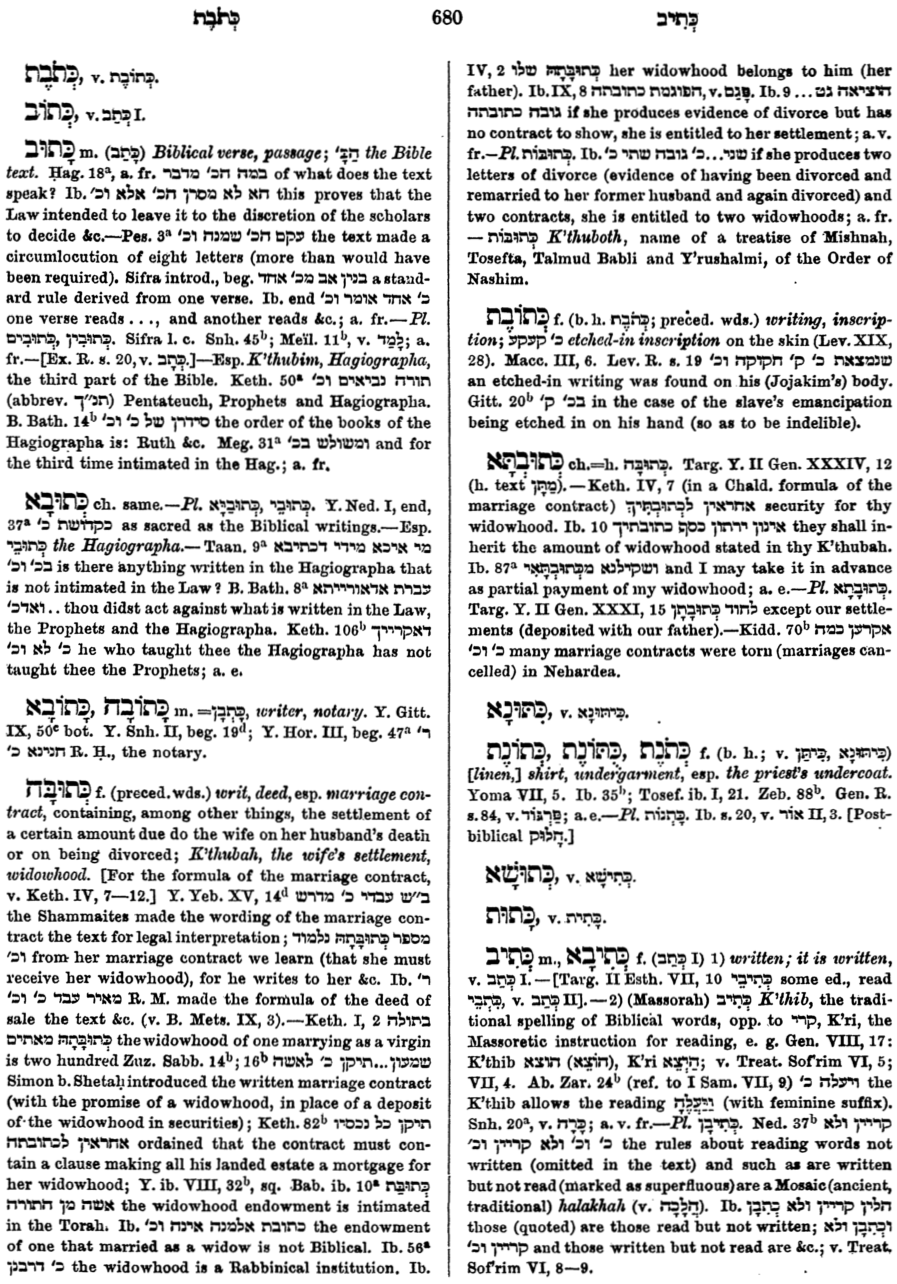 כְּתֹבֶת
680
כְּתִיב
כְּתֹבֶת, v. כְּתוֹבֶת.
כְּתוֹב, v. כְּתַב I.
כָּתוּב m. (כָּתַב) Biblical verse, passage; הַכָּ׳ the Bible
text. Ḥag. 18ᵃ, a. fr. במה הכ׳ מדבר of what does the text
speak? Ib. הא לא מסרן הכ׳ אלא וכ׳ this proves that the
Law intended to leave it to the discretion of the scholars
to decide &c.—Pes. 3ᵃ עקם הכ׳ שמנה וכ׳ the text made a
circumlocution of eight letters (more than would have
been required). Sifra introd., beg. בנין אב מכ׳ אחד a stand-
ard rule derived from one verse. Ib. end כ׳ אחד אומר וכ׳
one verse reads . . ., and another reads &c.; a. fr.—Pl.
כְּתוּבִין, כְּתוּבִים. Sifra l. c. Snh. 45ᵇ; Meïl. 11ᵇ, v. לָמַד; a.
fr.—[Ex. R. s. 20, v. כְּתָב.]—Esp. K'thubim, Hagiographa,
the third part of the Bible. Keth. 50ᵃ תורה נביאים וכ׳
(abbrev. תנ״ך) Pentateuch, Prophets and Hagiographa.
B. Bath. 14ᵇ סידרן של כ׳ וכ׳ the order of the books of the
Hagiographa is: Ruth &c. Meg. 31ᵃ ומשולש בכ׳ and for
the third time intimated in the Hag.; a. fr.
כְּתוּבָא ch. same.—Pl. כְּתוּבֵי, כְּתוּבַיָּא. Y. Ned. I, end,
37ᵃ כקדושת כ׳ as sacred as the Biblical writings.—Esp.
כְּתוּבֵי the Hagiographa.—Taan. 9ᵃ מי איכא מידי דכתיבא
בכ׳ וכ׳ is there anything written in the Hagiographa that
is not intimated in the Law? B. Bath. 8ᵃ עברת אדאורייתא
ואדכ׳ . . thou didst act against what is written in the Law,
the Prophets and the Hagiographa. Keth. 106ᵇ דאקרייך
כ׳ לא וכ׳ he who taught thee the Hagiographa has not
taught thee the Prophets; a. e.
כָּתוֹבָא, כָּתוֹבָה m. =כַּתְבָן, writer, notary. Y. Gitt.
IX, 50ᶜ bot. Y. Snh. II, beg. 19ᵈ; Y. Hor. III, beg. 47ᵃ ר׳
חנינא כ׳ R. H., the notary.
כְּתוּבָּה f. (preced. wds.) writ, deed, esp. marriage con-
tract, containing, among other things, the settlement of
a certain amount due do the wife on her husband's death
or on being divorced; K'thubah, the wife's settlement,
widowhood. [For the formula of the marriage contract,
v. Keth. IV, 7—12.] Y. Yeb. XV, 14ᵈ ב״ש עבדי כ׳ מדרש
the Shammaites made the wording of the marriage con-
tract the text for legal interpretation; מספר כְּתוּבָּתָהּ נלמוד
וכ׳ from her marriage contract we learn (that she must
receive her widowhood), for he writes to her &c. Ib. ר׳
מאיר עבד כ׳ וכ׳ R. M. made the formula of the deed of
sale the text &c. (v. B. Mets. IX, 3).—Keth. I, 2 בתולה
כְּתוּבָּתָהּ מאתים the widowhood of one marrying as a virgin
is two hundred Zuz. Sabb. 14ᵇ; 16ᵇ שמעון...תיקן כ׳ לאשה
Simon b. Shetaḥ introduced the written marriage contract
(with the promise of a widowhood, in place of a deposit
of the widowhood in securities); Keth. 82ᵇ תיקן כל נכסיו
אחראין לכתובתה ordained that the contract must con-
tain a clause making all his landed estate a mortgage for
her widowhood; Y. ib. VIII, 32ᵇ, sq. Bab. ib. 10ᵃ כְּתוּבַּת
אשה מן התורה the widowhood endowment is intimated
in the Torah. Ib. כתובת אלמנה אינה וכ׳ the endowment
of one that married as a widow is not Biblical. Ib. 56ᵃ
כ׳ דרבנן the widowhood is a Rabbinical institution. Ib.
IV, 2 כְּתוּבָּתָהּ שלו her widowhood belongs to him (her
father). Ib. IX, 8 הפוגמת כתובתה, v. פָּגַם. Ib. 9 הוציאה גט...
גובה כתובתה if she produces evidence of divorce but has
no contract to show, she is entitled to her settlement; a. v.
fr.—Pl. כְּתוּבּוֹת. Ib. שני...כ׳ גובה שתי כ׳ if she produces two
letters of divorce (evidence of having been divorced and
remarried to her former husband and again divorced) and
two contracts, she is entitled to two widowhoods; a. fr.
— כְּתוּבּוֹת K'thuboth, name of a treatise of Mishnah,
Tosefta, Talmud Babli and Y'rushalmi, of the Order of
Nashim.
כְּתוֹבֶת f. (b. h. כְּתֹבֶת; preced. wds.) writing, inscrip-
tion; כ׳ קעקע etched-in inscription on the skin (Lev. XIX,
28). Macc. III, 6. Lev. R. s. 19 שנמצאת כ׳ ק׳ חקוקה וכ׳
an etched-in writing was found on his (Jojakim's) body.
Gitt. 20ᵇ בכ׳ ק׳ in the case of the slave's emancipation
being etched in on his hand (so as to be indelible).
כְּתוּבְּתָא ch.=h. כְּתוּבָּה. Targ. Y. II Gen. XXXIV, 12
(h. text מֹהַר).—Keth. IV, 7 (in a Chald. formula of the
marriage contract) אחראין לִכְתוּבְּתִיךְ security for thy
widowhood. Ib. 10 אינון ירתון כסף כתובתיך they shall in-
herit the amount of widowhood stated in thy K'thubah.
Ib. 87ᵃ ושקילנא מכְּתוּבְּתָאי and I may take it in advance
as partial payment of my widowhood; a. e.—Pl. כְּתוּבָּתָא.
Targ. Y. II Gen. XXXI, 15 לחוד כְּתוּבָּתָן except our settle-
ments (deposited with our father).—Kidd. 70ᵇ אקרען כמה
כ׳ וכ׳ many marriage contracts were torn (marriages can-
celled) in Nehardea.
כְּתוּנָא, v. כִּיתּוּנָא.
כְּתֹנֶת, כֻּתּוֹנֶת, כְּתוֹנֶת f. (b. h.; v. כִּיתָּן, כִּיתּוּנָא)
[linen,] shirt, undergarment, esp. the priest's undercoat.
Yoma VII, 5. Ib. 35ᵇ; Tosef. ib. I, 21. Zeb. 88ᵇ. Gen. R.
s. 84, v. פַּרְגּוֹד; a. e.—Pl. כֳּתָנוֹת. Ib. s. 20, v. אוֹר II, 3. [Post-
biblical חָלוּק.]
כְּתוּשָׁא, v. כְּתִישָׁא.
כָּתוּת, v. כָּתִית.
כְּתִיב m., כְּתִיבָא f. (כְּתַב I) 1) written; it is written,
v. כְּתַב I.—[Targ. II Esth. VII, 10 כְּתִיבֵי some ed., read
כְּתָבֵי, v. כְּתַב II].—2) (Massorah) כְּתִיב K'thib, the tradi-
tional spelling of Biblical words, opp. to קרי, K'ri, the
Massoretic instruction for reading, e. g. Gen. VIII, 17:
K'thib הוצא (הוֹצֵא), K'ri הַיְצֵא; v. Treat. Sof'rim VI, 5;
VII, 4. Ab. Zar. 24ᵇ (ref. to I Sam. VII, 9) ויעלה כ׳ the
K'thib allows the reading וַיַּעֲלֶהָ (with feminine suffix).
Snh. 20ᵃ, v. כָּרָה; a. v. fr.—Pl. כְּתִיבָן. Ned. 37ᵇ קריין ולא
כ׳ וכ׳ ולא קריין וכ׳ the rules about reading words not
written (omitted in the text) and such as are written
but not read (marked as superfluous) are a Mosaic (ancient,
traditional) halakhah (v. הֲלָכָה). Ib. הלין קריין ולא כְּתִבָן
those (quoted) are those read but not written; וכְתִבָן ולא
קריין וכ׳ and those written but not read are &c.; v. Treat.
Sof'rim VI, 8—9.